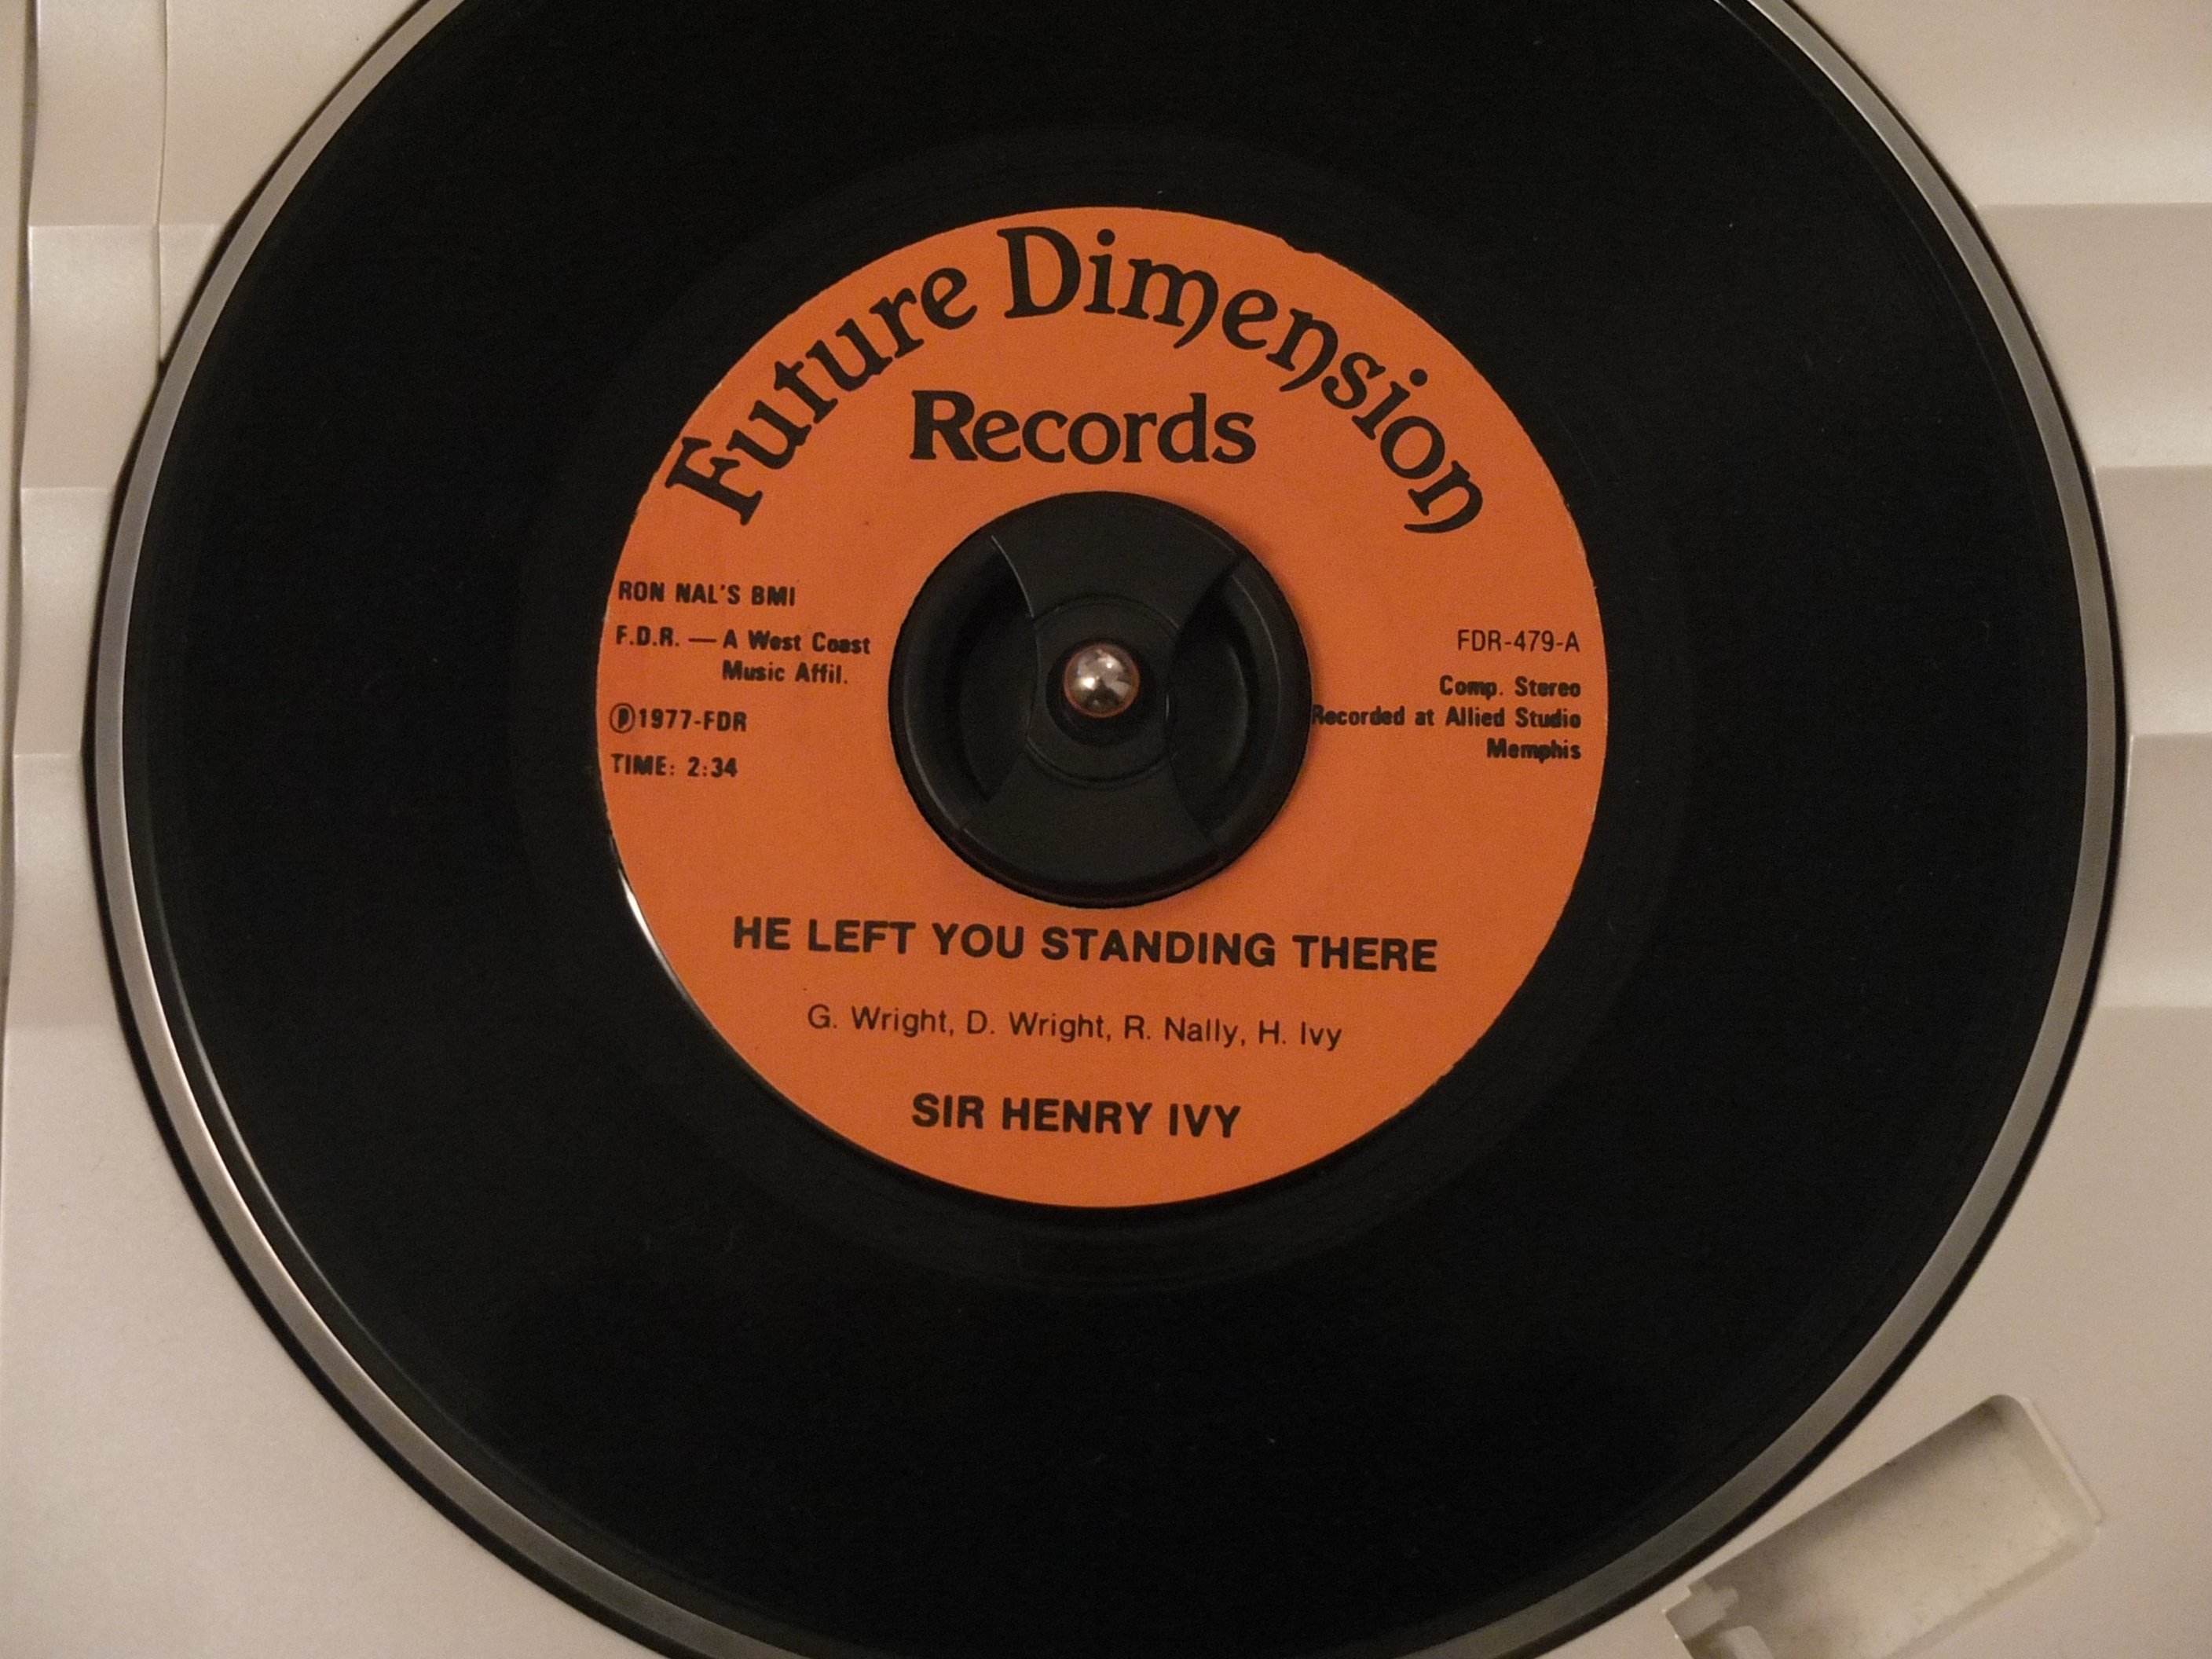 Future Dimension
Records
RON NAL'S BMI
F.D.R. — A West Coast
Music Affil.
Ⓟ1977-FDR
TIME: 2:34
FDR-479-A
Comp. Stereo
Recorded at Allied Studio
Memphis
HE LEFT YOU STANDING THERE
G. Wright, D. Wright, R. Nally, H. Ivy
SIR HENRY IVY